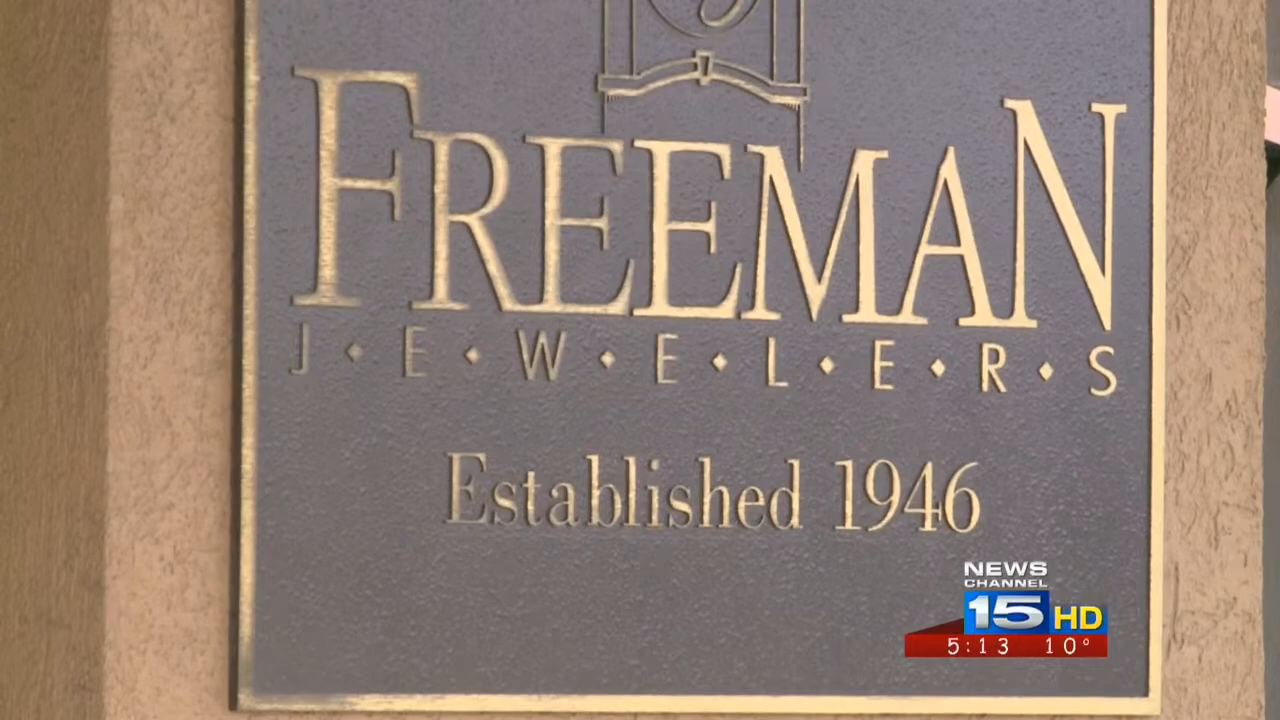 FREEMAN
J·E·W·E·L·E·R·S
Established 1946
NEWS
CHANNEL
15 HD
5:13 10°